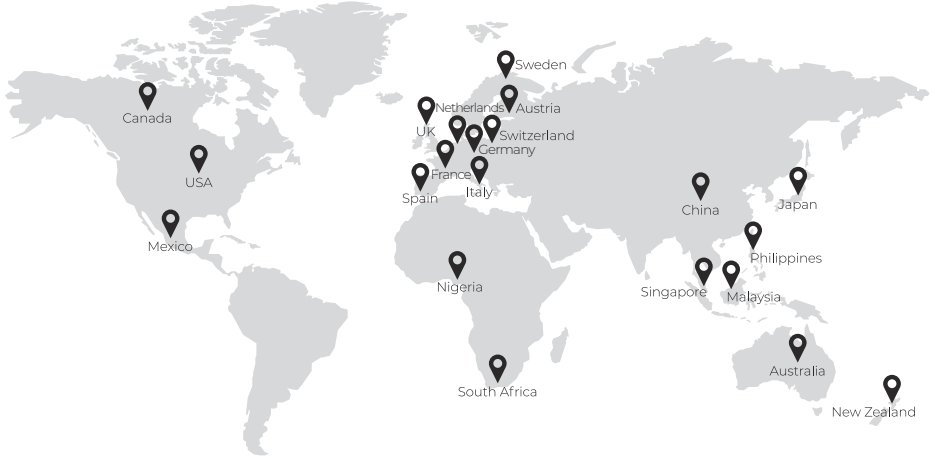 Sweden
Canada
Netherlands
Austria
UK
Switzerland
Germany
France
USA
Italy
Spain
China
Japan
Mexico
Philippines
Nigeria
Singapore
Malaysia
Australia
South Africa
New Zealand